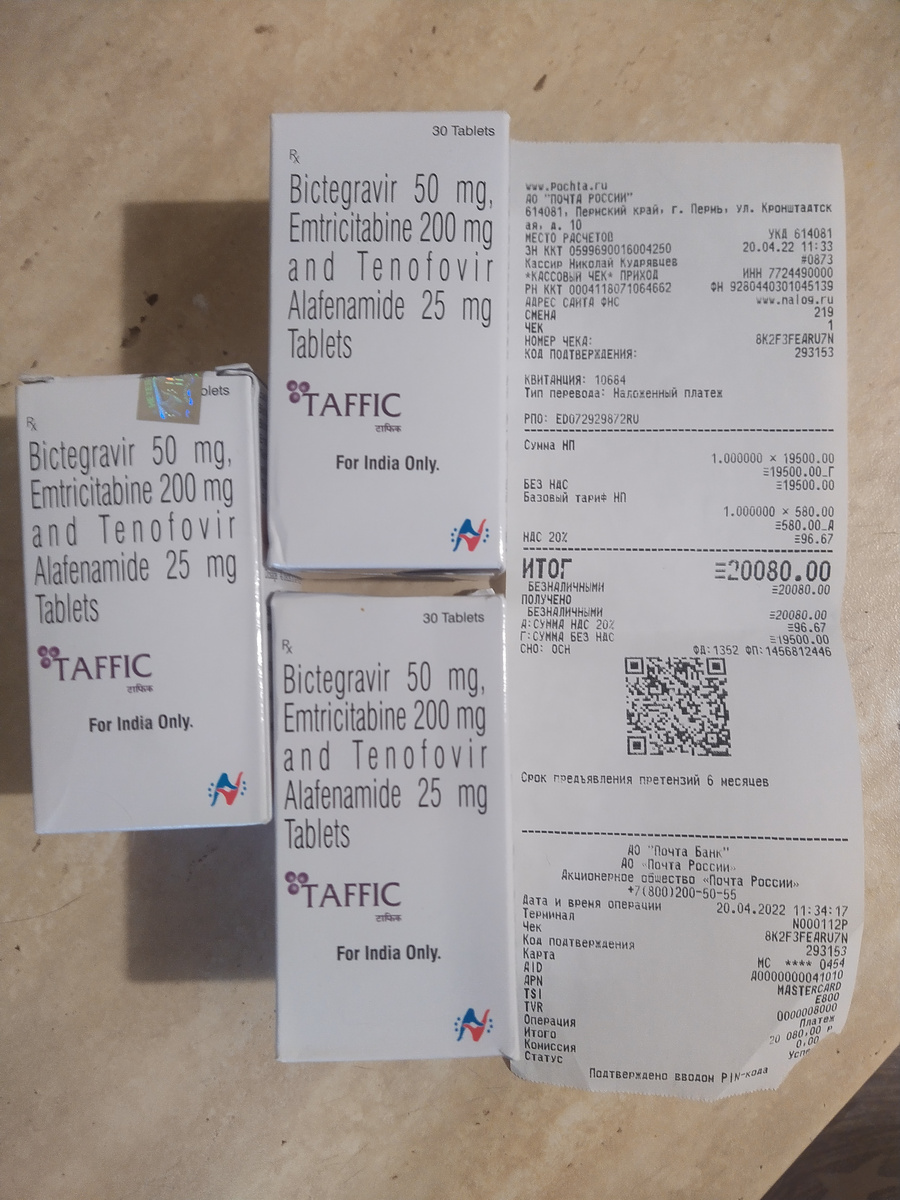 30 Tablets
Rx
Bictegravir 50 mg,
Emtricitabine 200 mg
and Tenofovir
Alafenamide 25 mg
Tablets
TAFFIC
टाफिक
For India Only.
blets
Rx
Bictegravir 50 mg,
Emtricitabine 200 mg
and Tenofovir
Alafenamide 25 mg
Tablets
TAFFIC
टाफिक
For India Only.
30 Tablets
Rx
Bictegravir 50 mg,
Emtricitabine 200 mg
and Tenofovir
Alafenamide 25 mg
Tablets
TAFFIC
टाफिक
For India Only.
www.Pochta.ru
АО "ПОЧТА РОССИИ"
614081, Пермский край, г. Пермь, ул. Кронштадтск
ая, д. 10
МЕСТО РАСЧЕТОВ УКД 614081
ЗН ККТ 0599690016004250 20.04.22 11:33
Кассир Николай Кудрявцев #0873
*КАССОВЫЙ ЧЕК* ПРИХОД ИНН 7724490000
РН ККТ 0004118071064662 ФН 9280440301045139
АДРЕС САЙТА ФНС www.nalog.ru
СМЕНА 219
ЧЕК 1
НОМЕР ЧЕКА: 8K2F3FEARU7N
КОД ПОДТВЕРЖДЕНИЯ: 293153
КВИТАНЦИЯ: 10684
Тип перевода: Наложенный платеж
РПО: ED072929872RU
Сумма НП
1.000000 × 19500.00
≡19500.00_Г
БЕЗ НДС ≡19500.00
Базовый тариф НП
1.000000 × 580.00
≡580.00_А
НДС 20% ≡96.67
ИТОГ ≡20080.00
БЕЗНАЛИЧНЫМИ ≡20080.00
ПОЛУЧЕНО
БЕЗНАЛИЧНЫМИ ≡20080.00
А:СУММА НДС 20% ≡96.67
Г:СУММА БЕЗ НДС ≡19500.00
СНО: ОСН ФД:1352 ФП:1456812446
Срок предъявления претензий 6 месяцев
АО "Почта Банк"
АО «Почта России»
Акционерное общество «Почта России»
+7(800)200-50-55
Дата и время операции 20.04.2022 11:34:17
Терминал N000112P
Чек 8K2F3FEARU7N
Код подтверждения 293153
Карта MC **** 0454
AID A0000000041010
APN MASTERCARD
TSI E800
TVR 0000008000
Операция Платеж
Итого 20 080,00 р
Комиссия 0,00
Статус
Подтверждено вводом PIN-кода